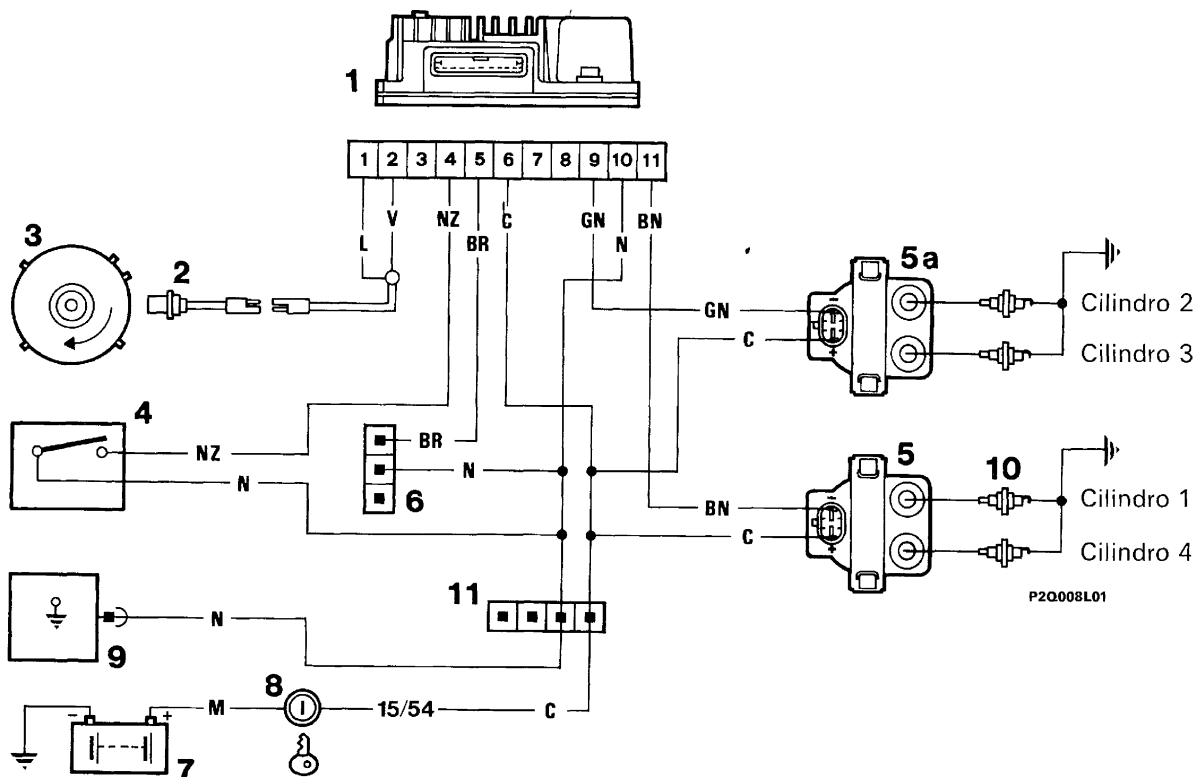 1
1 2 3 4 5 6 7 8 9 10 11
V NZ C GN BN
L BR N
3
2
5a
GN
Cilindro 2
C
Cilindro 3
4
BR
NZ
N
N
6
5
10
BN
Cilindro 1
C
Cilindro 4
P2Q008L01
11
N
9
8
M
15/54
C
- +
7
- +
- +